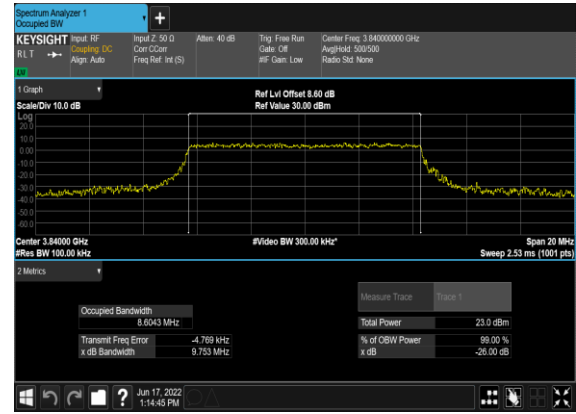 Spectrum Analyzer 1
Occupied BW
+
KEYSIGHT Input: RF Input Z: 50 Ω Atten: 40 dB Trig: Free Run Center Freq: 3.840000000 GHz
RLT Coupling: DC Corr CCorr Gate: Off Avg|Hold: 500/500
Align: Auto Freq Ref: Int (S) #IF Gain: Low Radio Std: None
1 Graph Ref Lvl Offset 8.60 dB
Scale/Div 10.0 dB Ref Value 30.00 dBm
Log
20.0
10.0
0.00
-10.0
-20.0
-30.0
-40.0
-50.0
-60.0
Center 3.84000 GHz #Video BW 300.00 kHz* Span 20 MHz
#Res BW 100.00 kHz Sweep 2.53 ms (1001 pts)
2 Metrics
Measure Trace Trace 1
Occupied Bandwidth
8.6043 MHz Total Power 23.0 dBm
Transmit Freq Error -4.769 kHz % of OBW Power 99.00 %
x dB Bandwidth 9.753 MHz x dB -26.00 dB
? Jun 17, 2022
1:14:45 PM